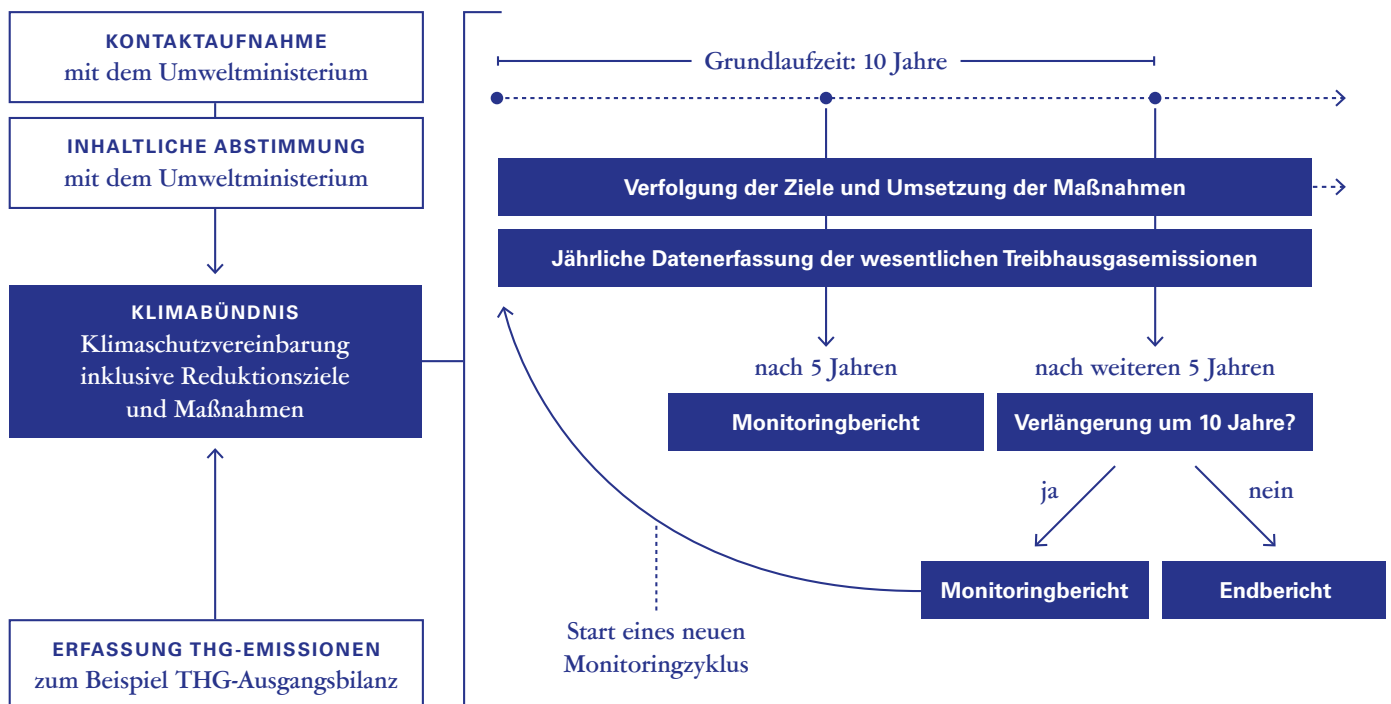 KONTAKTAUFNAHME
mit dem Umweltministerium
INHALTLICHE ABSTIMMUNG
mit dem Umweltministerium
KLIMABÜNDNIS
Klimaschutzvereinbarung
inklusive Reduktionsziele
und Maßnahmen
ERFASSUNG THG-EMISSIONEN
zum Beispiel THG-Ausgangsbilanz
Grundlaufzeit: 10 Jahre
Verfolgung der Ziele und Umsetzung der Maßnahmen
Jährliche Datenerfassung der wesentlichen Treibhausgasemissionen
nach 5 Jahren
Monitoringbericht
nach weiteren 5 Jahren
Verlängerung um 10 Jahre?
ja
nein
Monitoringbericht
Endbericht
Start eines neuen
Monitoringzyklus